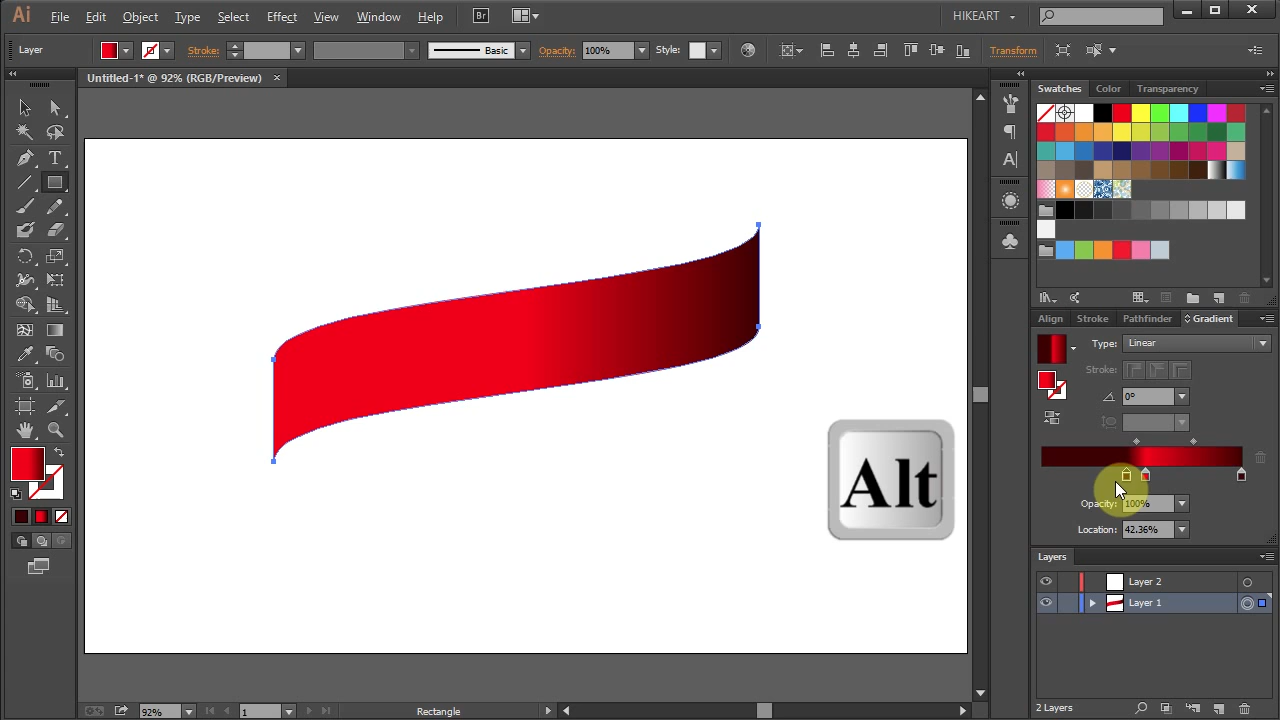 Ai File Edit Object Type Select Effect View Window Help Br HIKEART
Layer Stroke: Basic Opacity: 100% Style: Transform
Untitled-1* @ 92% (RGB/Preview) ×
Swatches Color Transparency
Align Stroke Pathfinder Gradient
Type: Linear
Stroke:
0°
Alt
Opacity: 100%
Location: 42.36%
Layers
Layer 2
Layer 1
2 Layers
92% 1 Rectangle